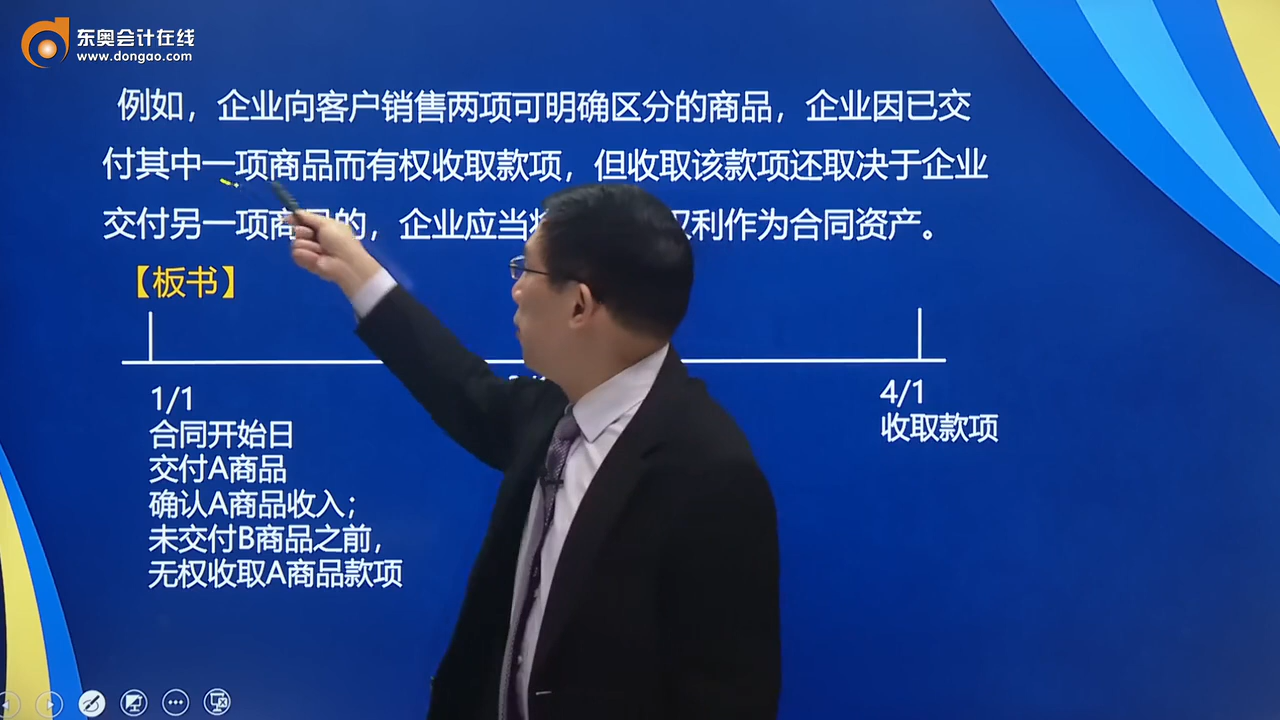 东奥会计在线
www.dongao.com
例如，企业向客户销售两项可明确区分的商品，企业因已交
付其中一项商品而有权收取款项，但收取该款项还取决于企业
交付另一项商品的，企业应当 权利作为合同资产。
【板书】
1/1
合同开始日
交付A商品
确认A商品收入；
未交付B商品之前，
无权收取A商品款项
4/1
收取款项